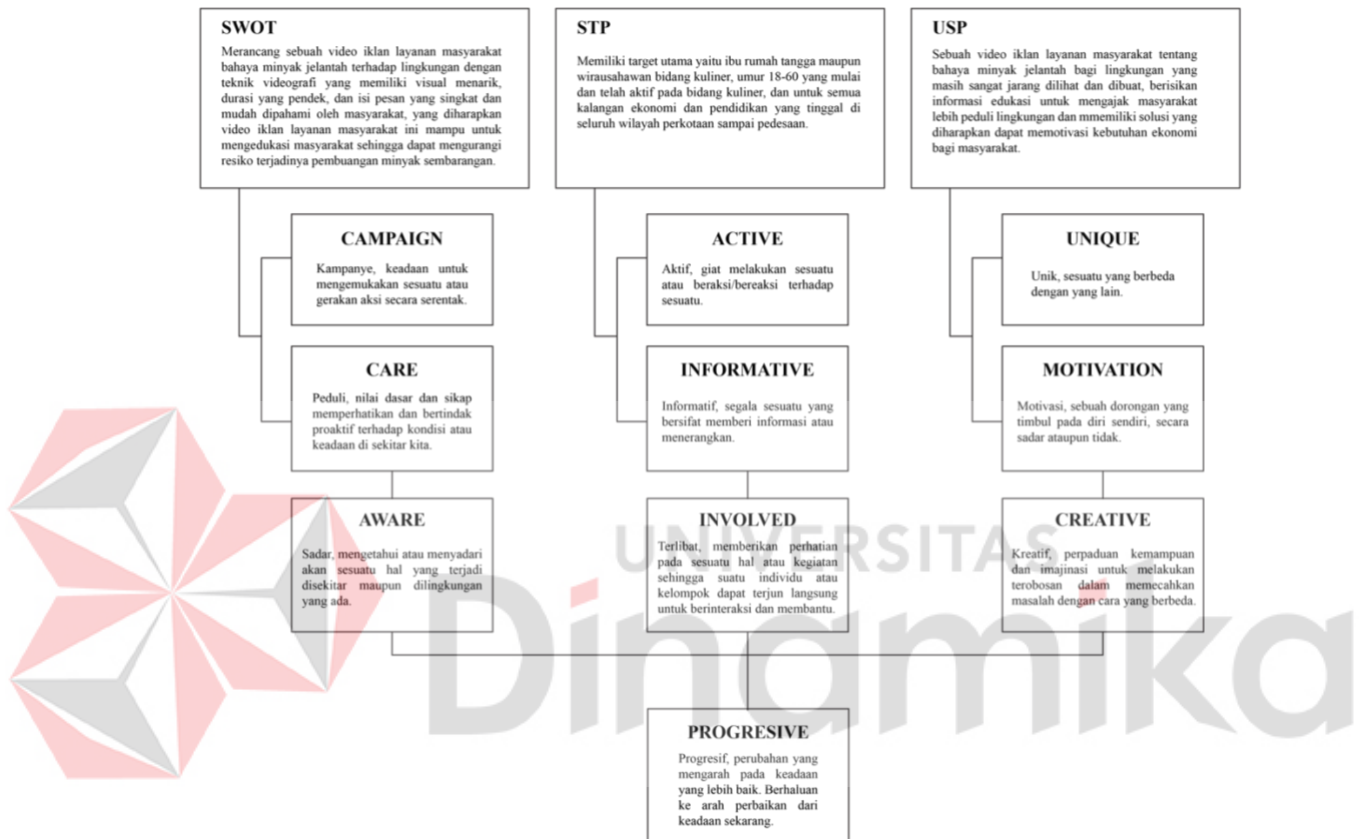 SWOT
Merancang sebuah video iklan layanan masyarakat
bahaya minyak jelantah terhadap lingkungan dengan
teknik videografi yang memiliki visual menarik,
durasi yang pendek, dan isi pesan yang singkat dan
mudah dipahami oleh masyarakat, yang diharapkan
video iklan layanan masyarakat ini mampu untuk
mengedukasi masyarakat sehingga dapat mengurangi
resiko terjadinya pembuangan minyak sembarangan.
STP
Memiliki target utama yaitu ibu rumah tangga maupun
wirausahawan bidang kuliner, umur 18-60 yang mulai
dan telah aktif pada bidang kuliner, dan untuk semua
kalangan ekonomi dan pendidikan yang tinggal di
seluruh wilayah perkotaan sampai pedesaan.
USP
Sebuah video iklan layanan masyarakat tentang
bahaya minyak jelantah bagi lingkungan yang
masih sangat jarang dilihat dan dibuat, berisikan
informasi edukasi untuk mengajak masyarakat
lebih peduli lingkungan dan mmemiliki solusi yang
diharapkan dapat memotivasi kebutuhan ekonomi
bagi masyarakat.
CAMPAIGN
Kampanye, keadaan untuk
mengemukakan sesuatu atau
gerakan aksi secara serentak.
ACTIVE
Aktif, giat melakukan sesuatu
atau beraksi/bereaksi terhadap
sesuatu.
UNIQUE
Unik, sesuatu yang berbeda
dengan yang lain.
CARE
Peduli, nilai dasar dan sikap
memperhatikan dan bertindak
proaktif terhadap kondisi atau
keadaan di sekitar kita.
INFORMATIVE
Informatif, segala sesuatu yang
bersifat memberi informasi atau
menerangkan.
MOTIVATION
Motivasi, sebuah dorongan yang
timbul pada diri sendiri, secara
sadar ataupun tidak.
AWARE
Sadar, mengetahui atau menyadari
akan sesuatu hal yang terjadi
disekitar maupun dilingkungan
yang ada.
INVOLVED
Terlibat, memberikan perhatian
pada sesuatu hal atau kegiatan
sehingga suatu individu atau
kelompok dapat terjun langsung
untuk berinteraksi dan membantu.
CREATIVE
Kreatif, perpaduan kemampuan
dan imajinasi untuk melakukan
terobosan dalam memecahkan
masalah dengan cara yang berbeda.
UNIVERSITAS
Dinamika
PROGRESIVE
Progresif, perubahan yang
mengarah pada keadaan
yang lebih baik. Berhaluan
ke arah perbaikan dari
keadaan sekarang.